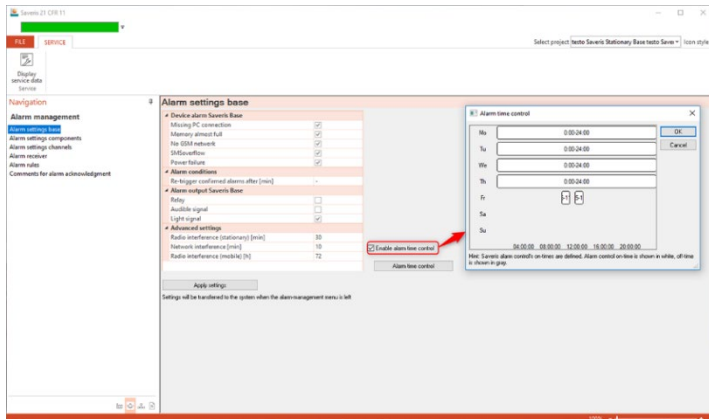 Saveris 21 CFR 11
FILE SERVICE
Select project testo Saveris Stationary Base testo Saver Icon style
Display
service data
Service
Navigation
Alarm management
Alarm settings base
Alarm settings components
Alarm settings channels
Alarm receiver
Alarm rules
Comments for alarm acknowledgment
Alarm settings base
Device alarm Saveris Base
Missing PC connection
Memory almost full
No GSM network
SMSoverflow
Power failure
Alarm conditions
Re-trigger confirmed alarms after [min] -
Alarm output Saveris Base
Relay
Audible signal
Light signal
Advanced settings
Radio interference (stationary) [min] 30
Network interference [min] 10
Radio interference (mobile) [h] 72
Enable alarm time control
Alarm time control
Apply settings
Settings will be transferred to the system when the alarm management menu is left
Alarm time control
Mo 0:00-24:00
Tu 0:00-24:00
We 0:00-24:00
Th 0:00-24:00
Fr
Sa
Su
04:00:00 08:00:00 12:00:00 16:00:00 20:00:00
OK
Cancel
Hint: Saveris alarm control's on-times are defined. Alarm control on-time is shown in white, off-time
is shown in gray.
100%